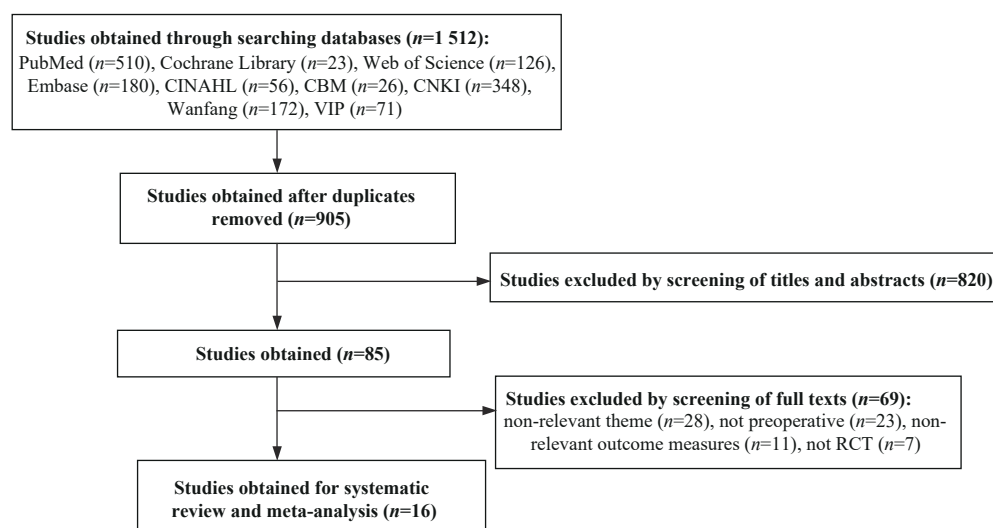 Studies obtained through searching databases (n=1 512):
PubMed (n=510), Cochrane Library (n=23), Web of Science (n=126),
Embase (n=180), CINAHL (n=56), CBM (n=26), CNKI (n=348),
Wanfang (n=172), VIP (n=71)
Studies obtained after duplicates
removed (n=905)
Studies excluded by screening of titles and abstracts (n=820)
Studies obtained (n=85)
Studies excluded by screening of full texts (n=69):
non-relevant theme (n=28), not preoperative (n=23), non-
relevant outcome measures (n=11), not RCT (n=7)
Studies obtained for systematic
review and meta-analysis (n=16)